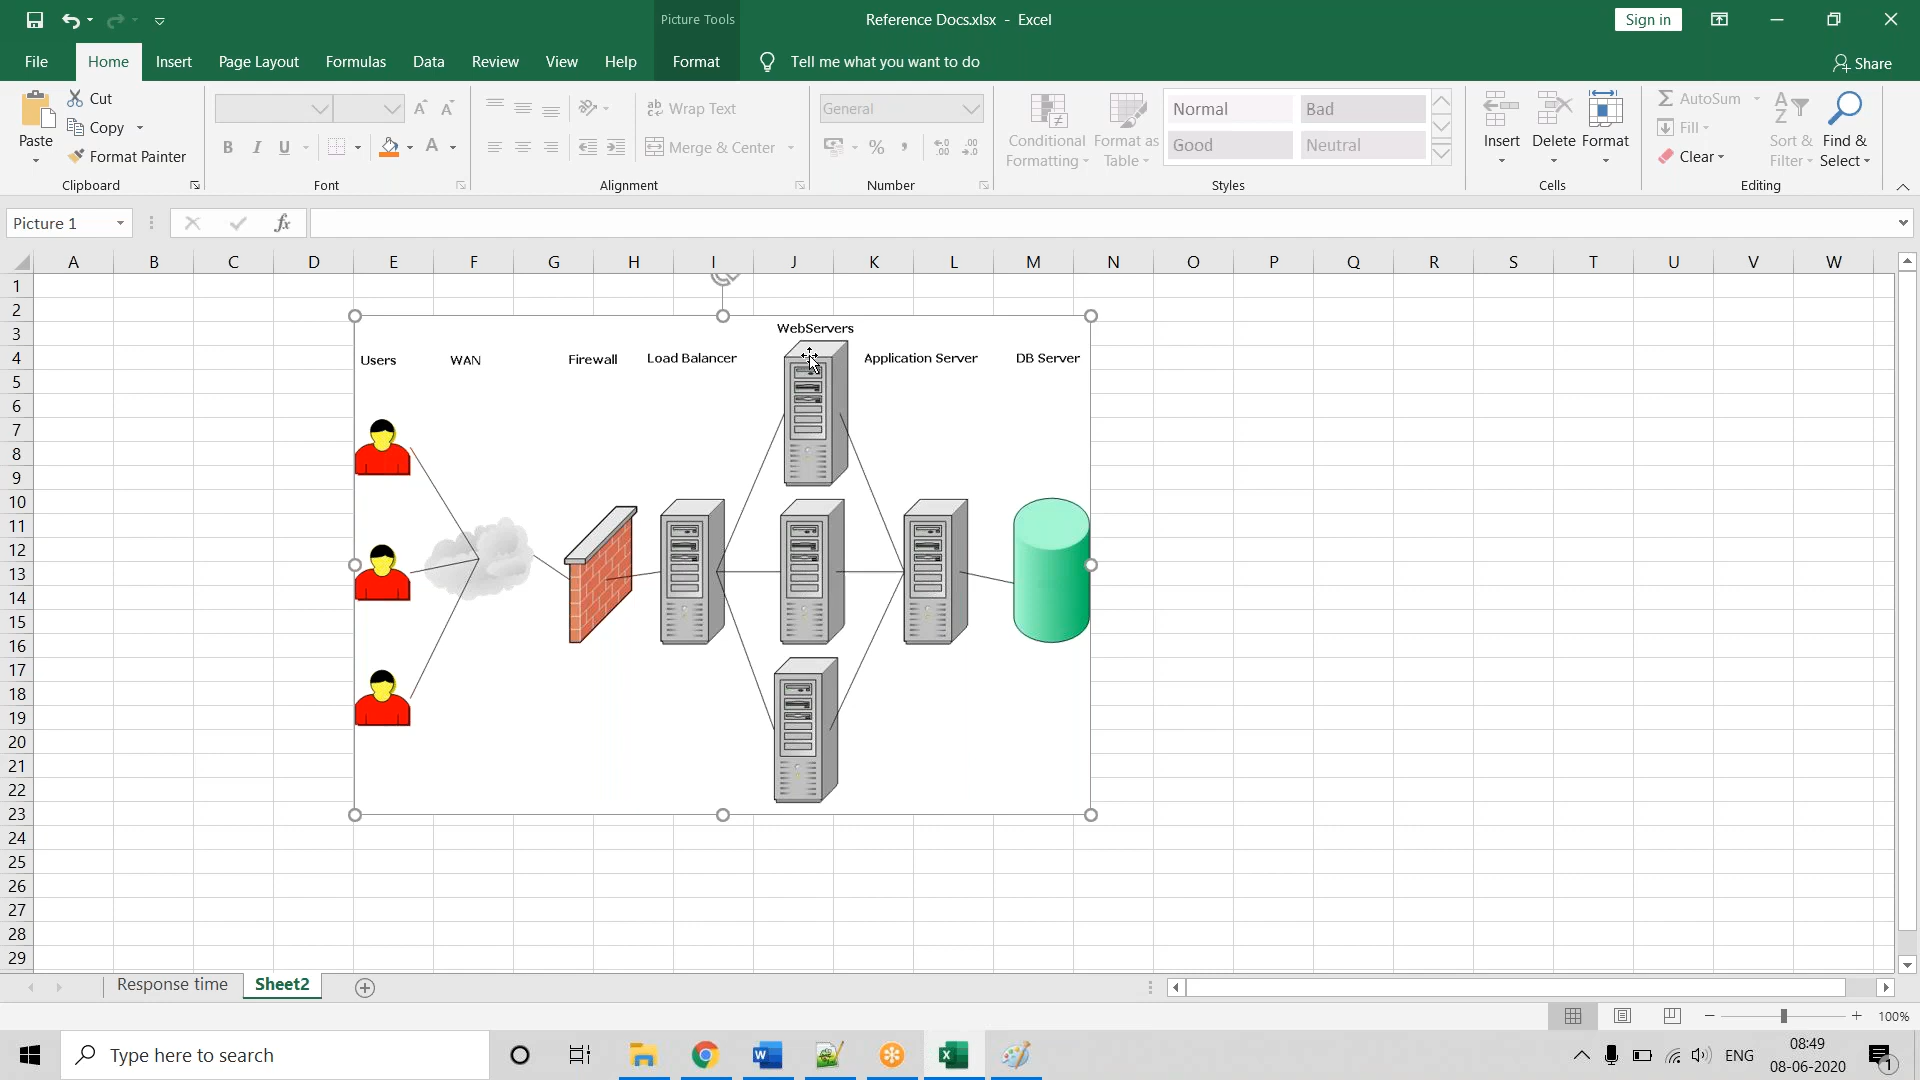 Picture Tools
Reference Docs.xlsx - Excel
Sign in
File Home Insert Page Layout Formulas Data Review View Help Format Tell me what you want to do Share
Paste
Cut
Copy
Format Painter
Clipboard
B I U A
Font
Wrap Text
Merge & Center
Alignment
General
%
Number
Conditional Formatting
Format as Table
Normal Bad
Good Neutral
Styles
Insert Delete Format
Cells
AutoSum
Fill
Clear
Sort & Filter
Find & Select
Editing
Picture 1 fx
A B C D E F G H I J K L M N O P Q R S T U V W
1
2
3
4
5
6
7
8
9
10
11
12
13
14
15
16
17
18
19
20
21
22
23
24
25
26
27
28
29
WebServers
Users WAN Firewall Load Balancer Application Server DB Server
Response time Sheet2
100%
Type here to search
ENG
08:49
08-06-2020
1